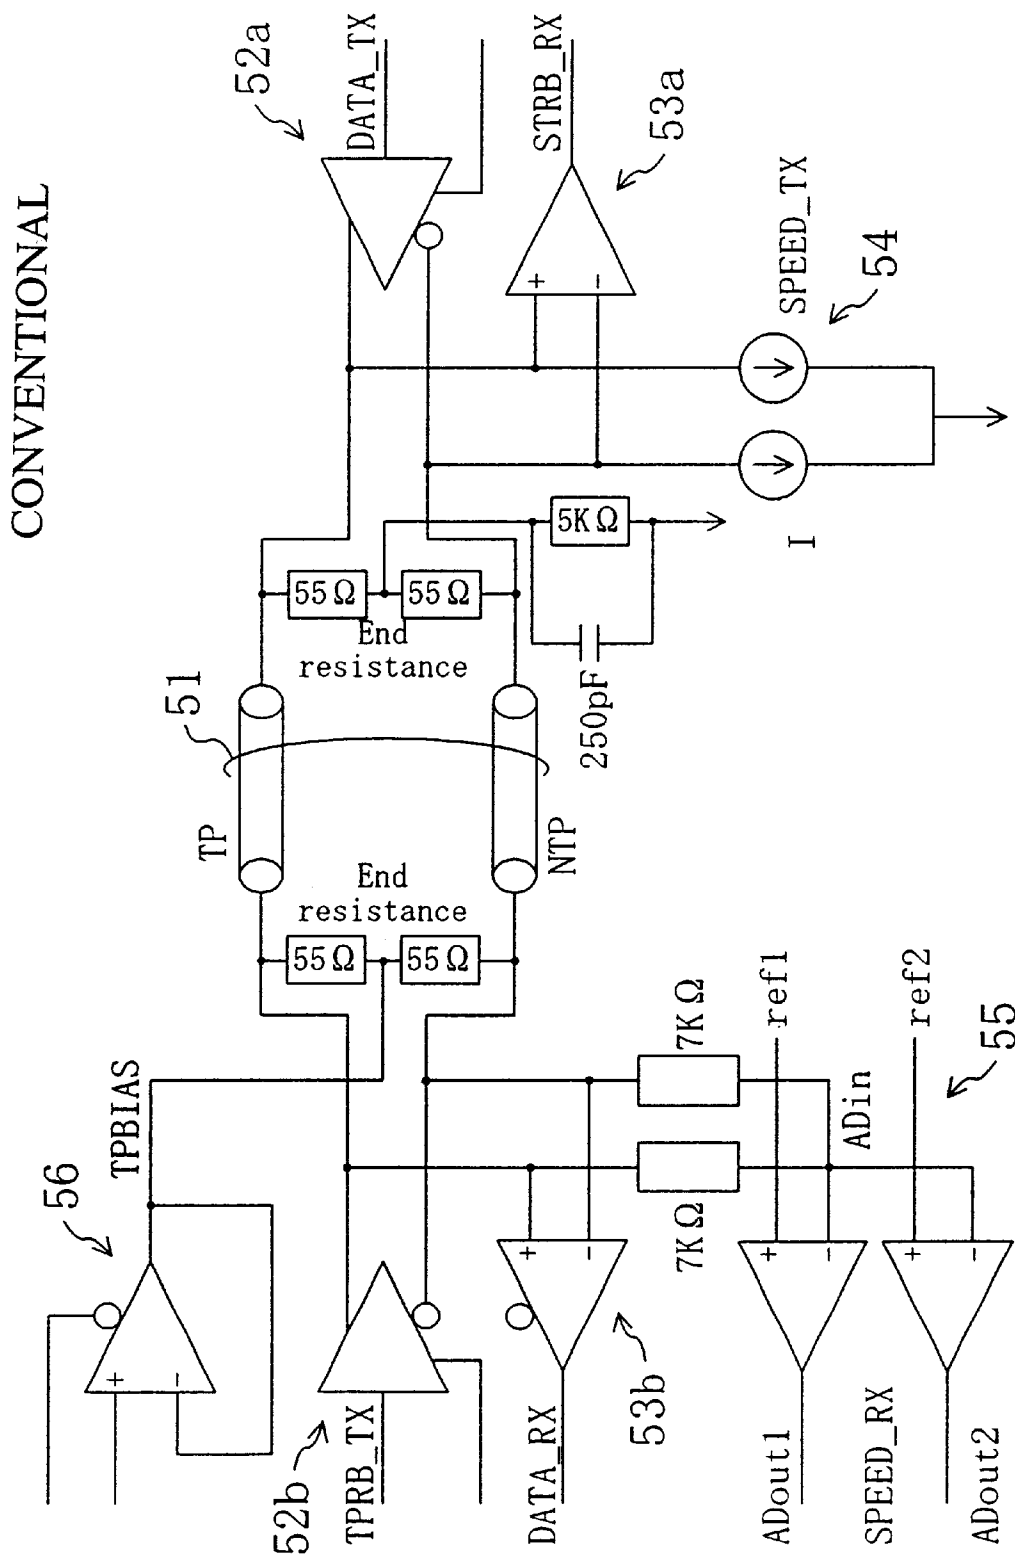 CONVENTIONAL
56
TPBIAS
+
-
52b
TPRB_TX
DATA_RX
+
-
53b
7KΩ
7KΩ
ADout1
+
-
ref1
ADin
SPEED_RX
ADout2
+
-
ref2
55
55Ω
55Ω
End
resistance
TP
51
NTP
End
resistance
55Ω
55Ω
250pF
5KΩ
I
52a
DATA_TX
STRB_RX
+
-
53a
SPEED_TX
54